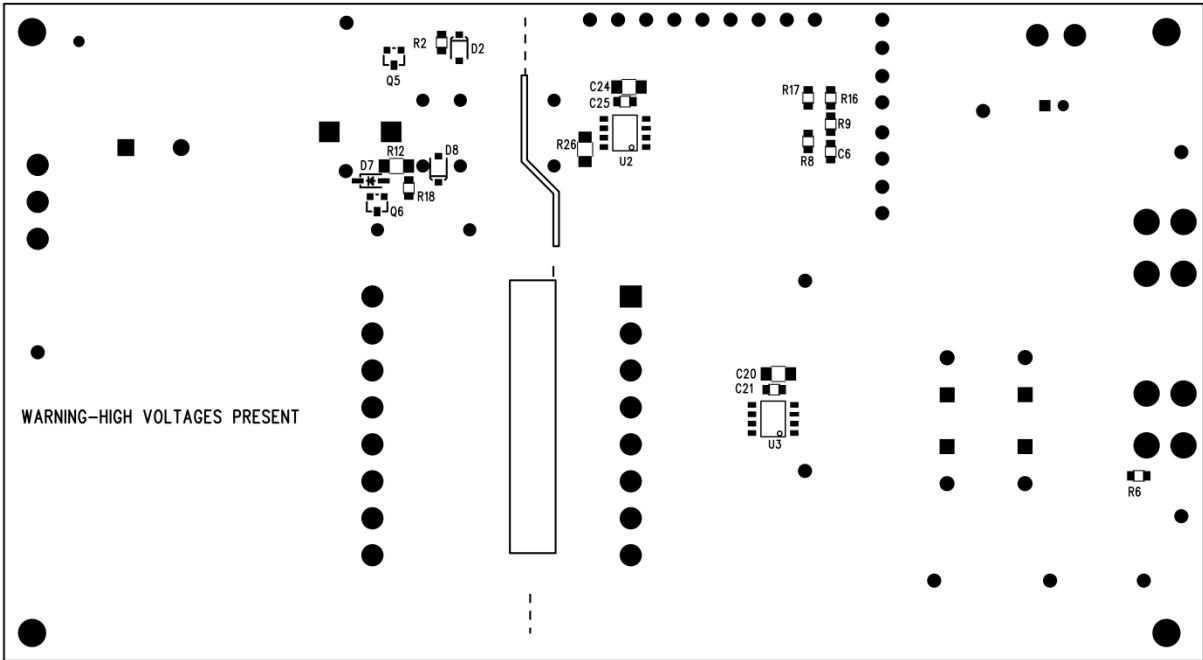 R2
D2
Q5
C24
C25
R17
R16
R9
R26
R12
D8
D7
U2
R8
C6
R18
Q6
C20
C21
WARNING-HIGH VOLTAGES PRESENT
U3
R6